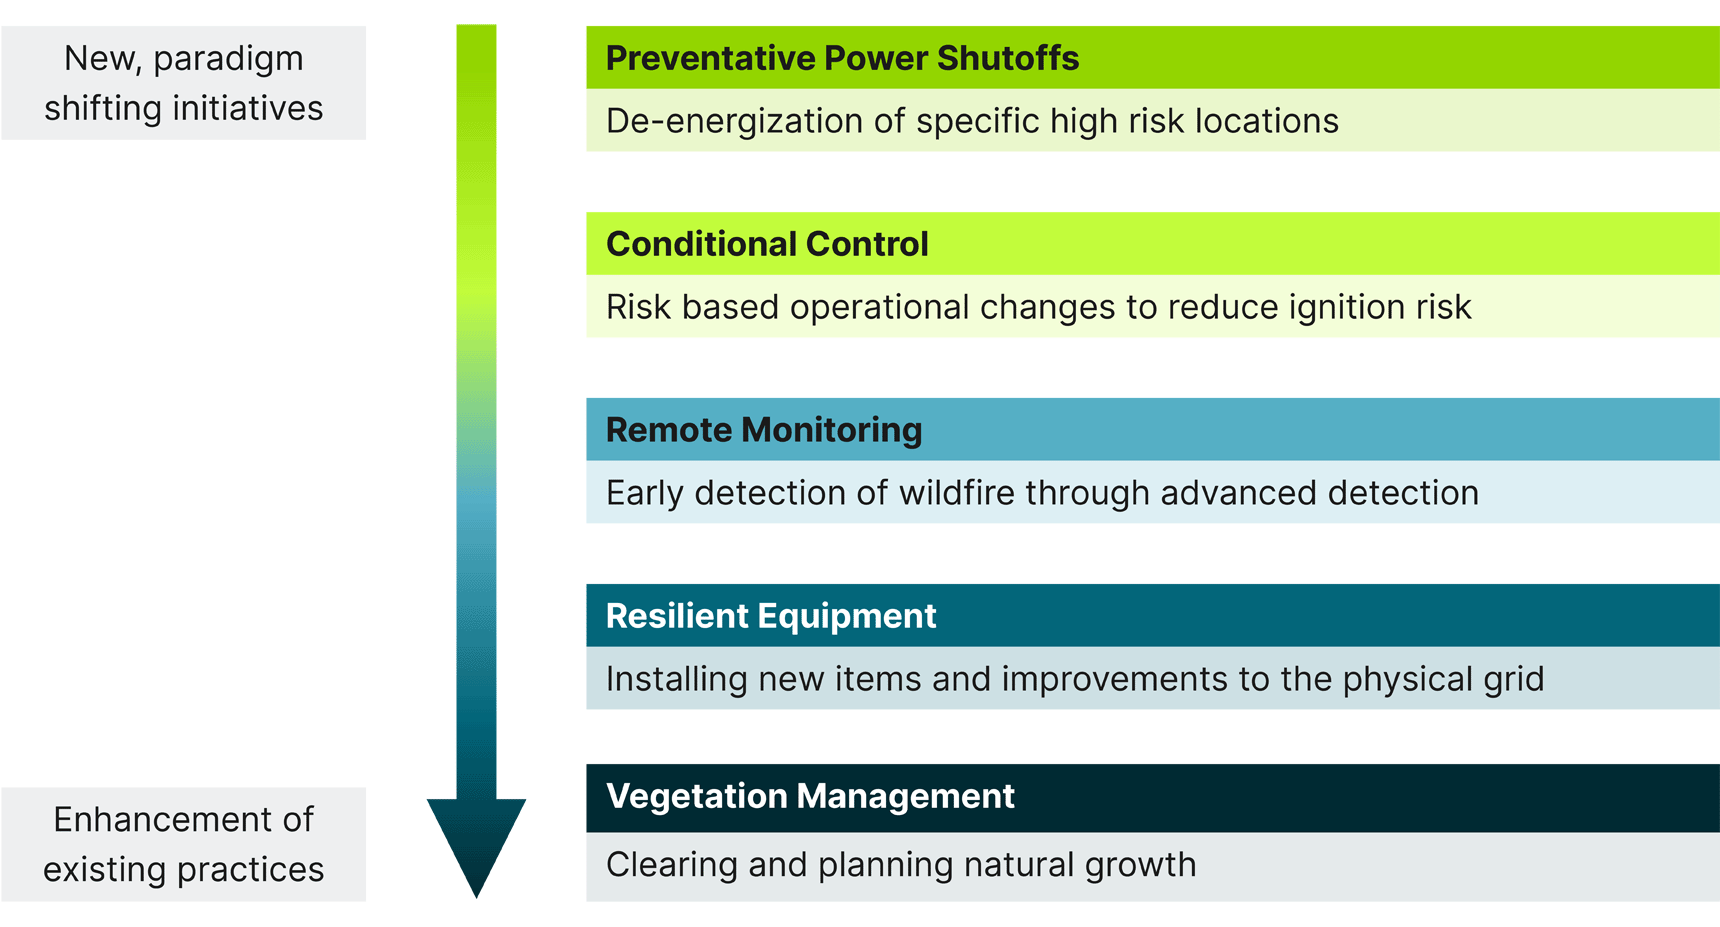 New, paradigm
shifting initiatives
Preventative Power Shutoffs
De-energization of specific high risk locations
Conditional Control
Risk based operational changes to reduce ignition risk
Remote Monitoring
Early detection of wildfire through advanced detection
Resilient Equipment
Installing new items and improvements to the physical grid
Enhancement of
existing practices
Vegetation Management
Clearing and planning natural growth